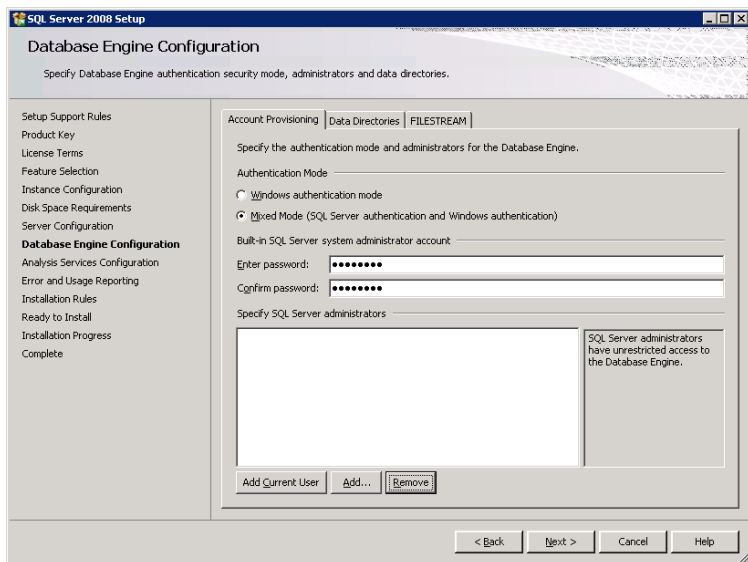 SQL Server 2008 Setup
Database Engine Configuration
Specify Database Engine authentication security mode, administrators and data directories.
Setup Support Rules
Product Key
License Terms
Feature Selection
Instance Configuration
Disk Space Requirements
Server Configuration
Database Engine Configuration
Analysis Services Configuration
Error and Usage Reporting
Installation Rules
Ready to Install
Installation Progress
Complete
Account Provisioning Data Directories FILESTREAM
Specify the authentication mode and administrators for the Database Engine.
Authentication Mode
Windows authentication mode
Mixed Mode (SQL Server authentication and Windows authentication)
Built-in SQL Server system administrator account
Enter password: ●●●●●●●●
Confirm password: ●●●●●●●●
Specify SQL Server administrators
SQL Server administrators
have unrestricted access to
the Database Engine.
Add Current User Add... Remove
< Back Next > Cancel Help